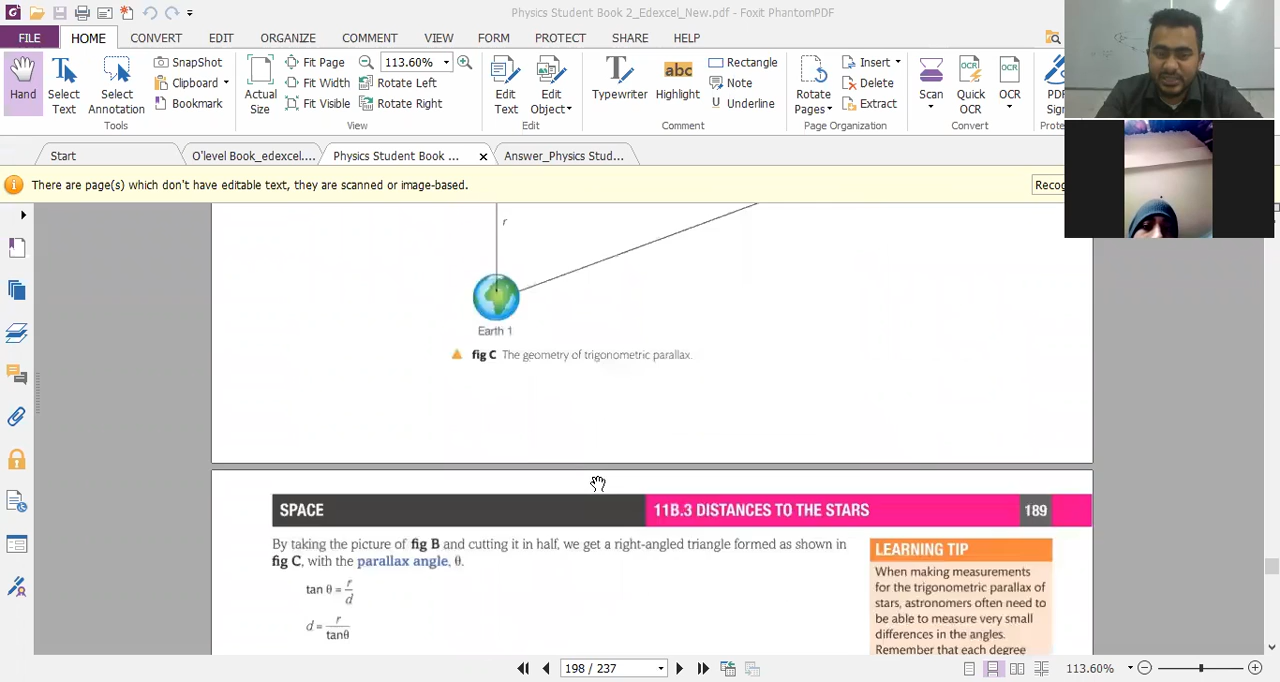 Physics Student Book 2_Edexcel_New.pdf - Foxit PhantomPDF
FILE HOME CONVERT EDIT ORGANIZE COMMENT VIEW FORM PROTECT SHARE HELP
Hand
Select Text
Select Annotation
SnapShot
Clipboard
Bookmark
Tools
Actual Size
Fit Page
Fit Width
Fit Visible
113.60%
Rotate Left
Rotate Right
View
Edit Text
Edit Object
Edit
Typewriter
abc
Highlight
Rectangle
Note
Underline
Comment
Rotate Pages
Insert
Delete
Extract
Page Organization
Scan
Quick OCR
OCR
Convert
PDF
Sign
Prote
Start O'level Book_edexcel.... Physics Student Book ... Answer_Physics Stud...
There are page(s) which don't have editable text, they are scanned or image-based.
Recog
r
Earth 1
fig C The geometry of trigonometric parallax.
SPACE 11B.3 DISTANCES TO THE STARS 189
By taking the picture of fig B and cutting it in half, we get a right-angled triangle formed as shown in
fig C, with the parallax angle, θ.
tan θ = r/d
d = r/tanθ
LEARNING TIP
When making measurements
for the trigonometric parallax of
stars, astronomers often need to
be able to measure very small
differences in the angles.
Remember that each degree
198 / 237
113.60%